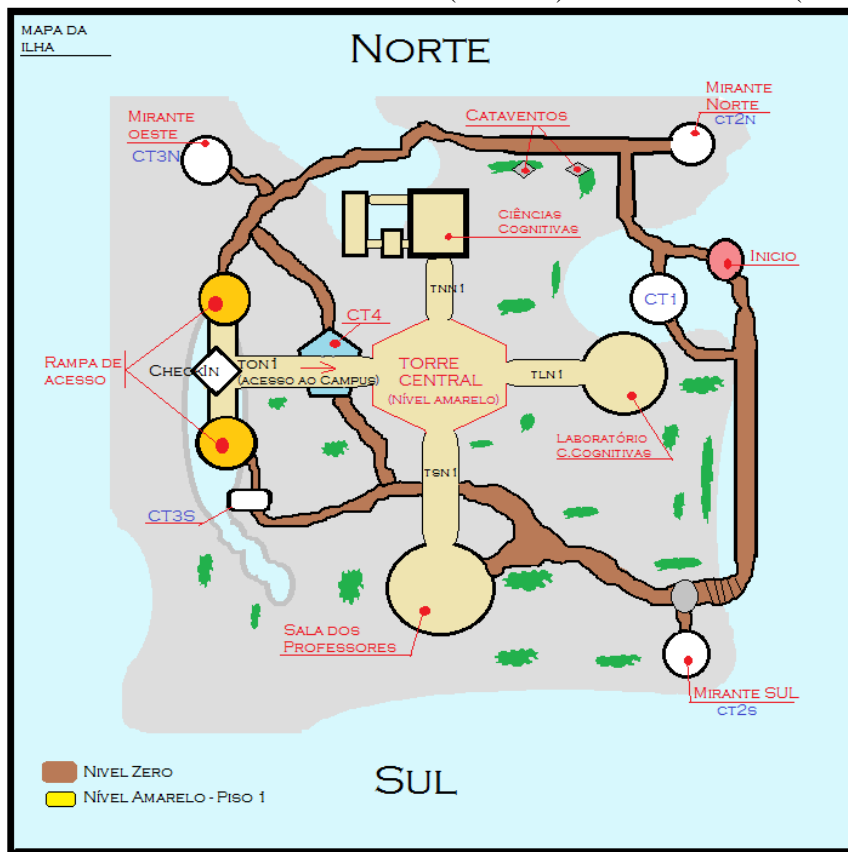 MAPA DA
ILHA
NORTE
MIRANTE
OESTE
CT3N
CATAVENTOS
MIRANTE
NORTE
CT2N
CIÊNCIAS
COGNITIVAS
INICIO
TNN1
CT1
CT4
RAMPA DE
ACESSO
CHECKIN
TON1
(ACESSO AO CAMPUS)
TORRE
CENTRAL
(NÍVEL AMARELO)
TLN1
LABORATÓRIO
C.COGNITIVAS
TSN1
CT3S
SALA DOS
PROFESSORES
MIRANTE SUL
CT2S
NIVEL ZERO
NÍVEL AMARELO - PISO 1
SUL